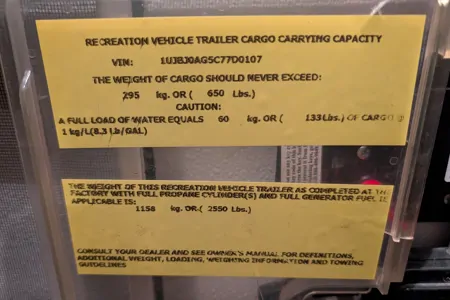 RECREATION VEHICLE TRAILER CARGO CARRYING CAPACITY
VIN: 1UJBJ0AG5C77D0107
THE WEIGHT OF CARGO SHOULD NEVER EXCEED:
295 kg. OR ( 650 Lbs.)
CAUTION:
A FULL LOAD OF WATER EQUALS 60 kg. OR ( 133Lbs.) OF CARGO @
1 kg/L(8.3 Lb/GAL)
THE WEIGHT OF THIS RECREATION VEHICLE TRAILER AS COMPLETED AT THE
FACTORY WITH FULL PROPANE CYLINDER(S) AND FULL GENERATOR FUEL IF
APPLICABLE IS:
1158 kg. OR ( 2550 Lbs.)
CONSULT YOUR DEALER AND SEE OWNER'S MANUAL FOR DEFINITIONS,
ADDITIONAL WEIGHT, LOADING, WEIGHING INFORMATION AND TOWING
GUIDELINES